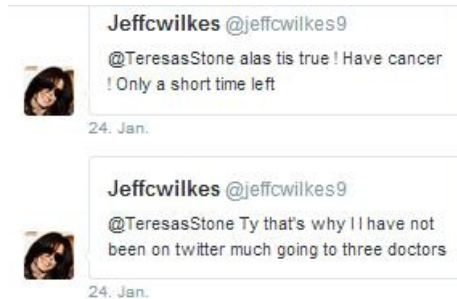 Jeffcwilkes @jeffcwilkes9
@TeresasStone alas tis true ! Have cancer
! Only a short time left
24. Jan.
Jeffcwilkes @jeffcwilkes9
@TeresasStone Ty that's why I I have not
been on twitter much going to three doctors
24. Jan.